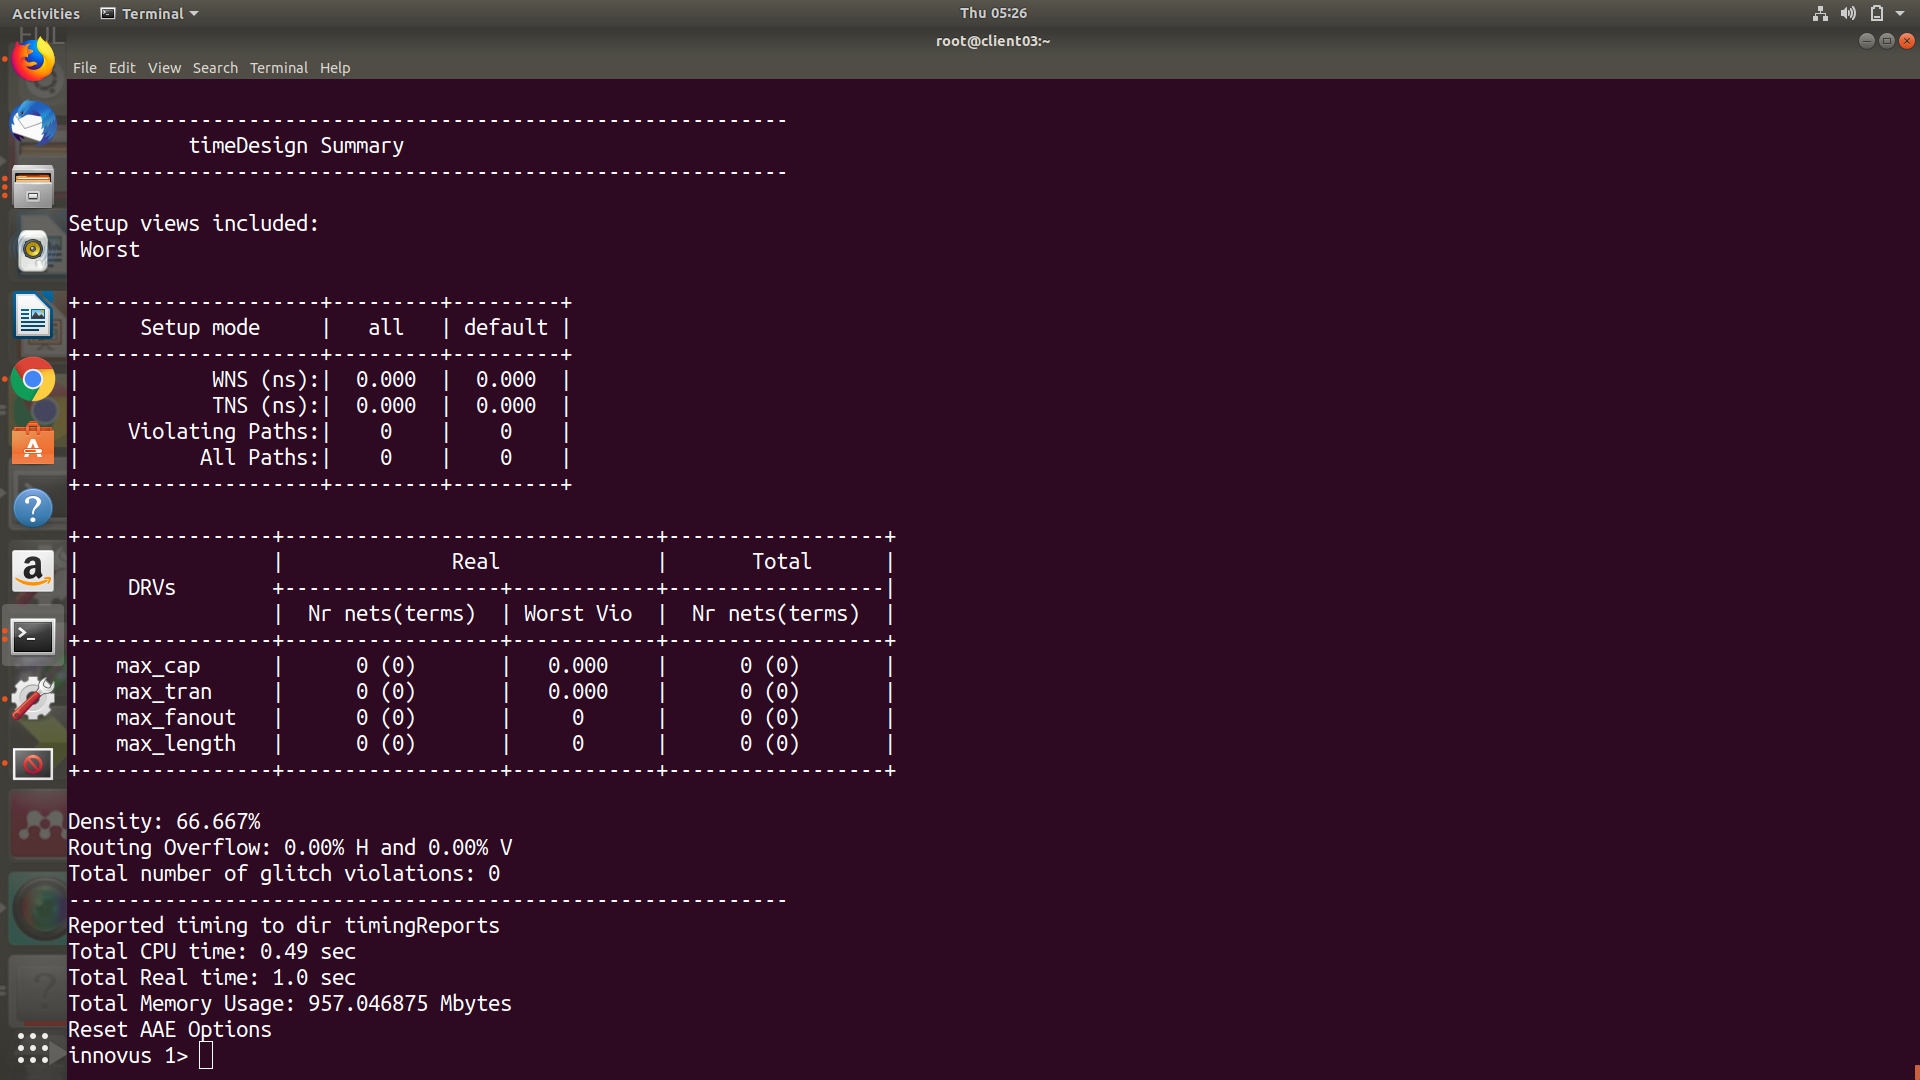 Activities Terminal Thu 05:26
root@client03:~
File Edit View Search Terminal Help
------------------------------------------------------------
          timeDesign Summary
------------------------------------------------------------
Setup views included:
 Worst
+--------------------+---------+---------+
|     Setup mode     |   all   | default |
+--------------------+---------+---------+
|           WNS (ns):|  0.000  |  0.000  |
|           TNS (ns):|  0.000  |  0.000  |
|    Violating Paths:|    0    |    0    |
|          All Paths:|    0    |    0    |
+--------------------+---------+---------+
+----------------+-------------------------------+------------------+
|                |              Real             |       Total      |
|    DRVs        +------------------+------------+------------------|
|                |  Nr nets(terms)  | Worst Vio  |  Nr nets(terms)  |
+----------------+------------------+------------+------------------+
|   max_cap      |      0 (0)       |   0.000    |      0 (0)       |
|   max_tran     |      0 (0)       |   0.000    |      0 (0)       |
|   max_fanout   |      0 (0)       |     0      |      0 (0)       |
|   max_length   |      0 (0)       |     0      |      0 (0)       |
+----------------+------------------+------------+------------------+
Density: 66.667%
Routing Overflow: 0.00% H and 0.00% V
Total number of glitch violations: 0
------------------------------------------------------------
Reported timing to dir timingReports
Total CPU time: 0.49 sec
Total Real time: 1.0 sec
Total Memory Usage: 957.046875 Mbytes
Reset AAE Options
innovus 1>